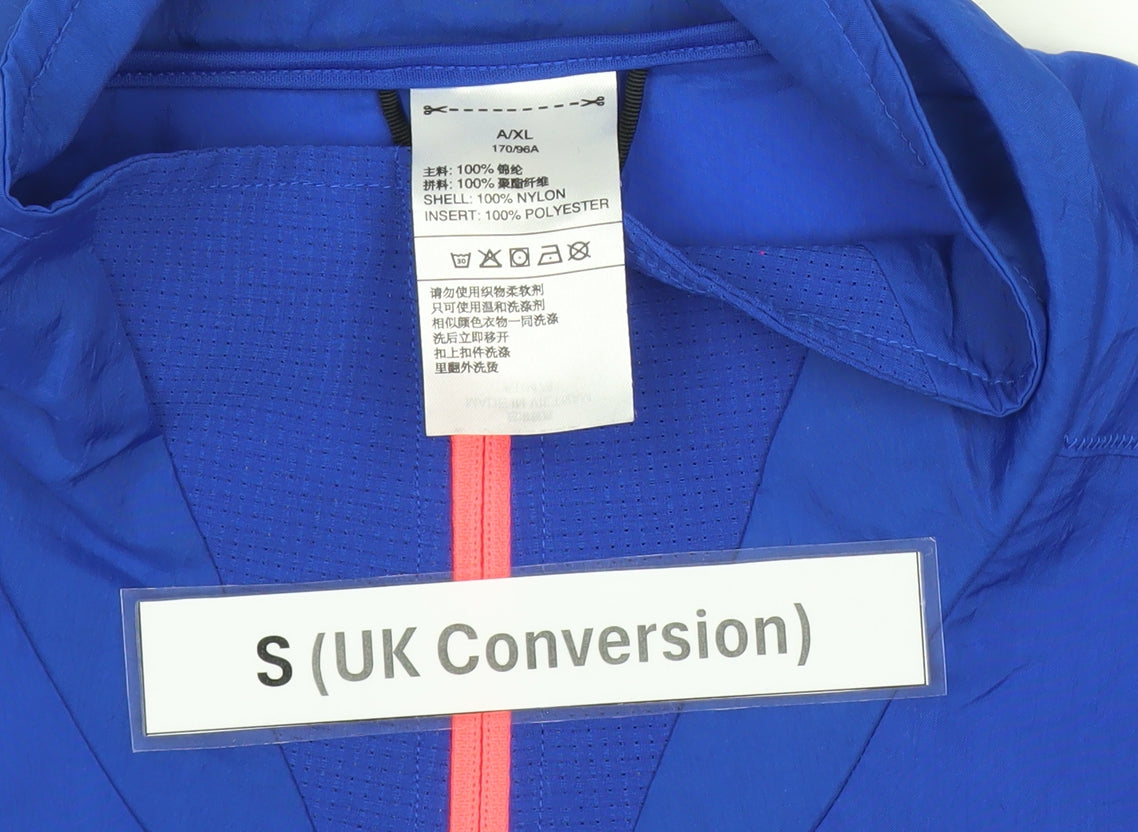 A/XL
170/96A
主料: 100% 锦纶
拼料: 100% 聚酯纤维
SHELL: 100% NYLON
INSERT: 100% POLYESTER
30
请勿使用织物柔软剂
只可使用温和洗涤剂
相似颜色衣物一同洗涤
洗后立即移开
扣上扣件洗涤
里翻外洗烫
S (UK Conversion)